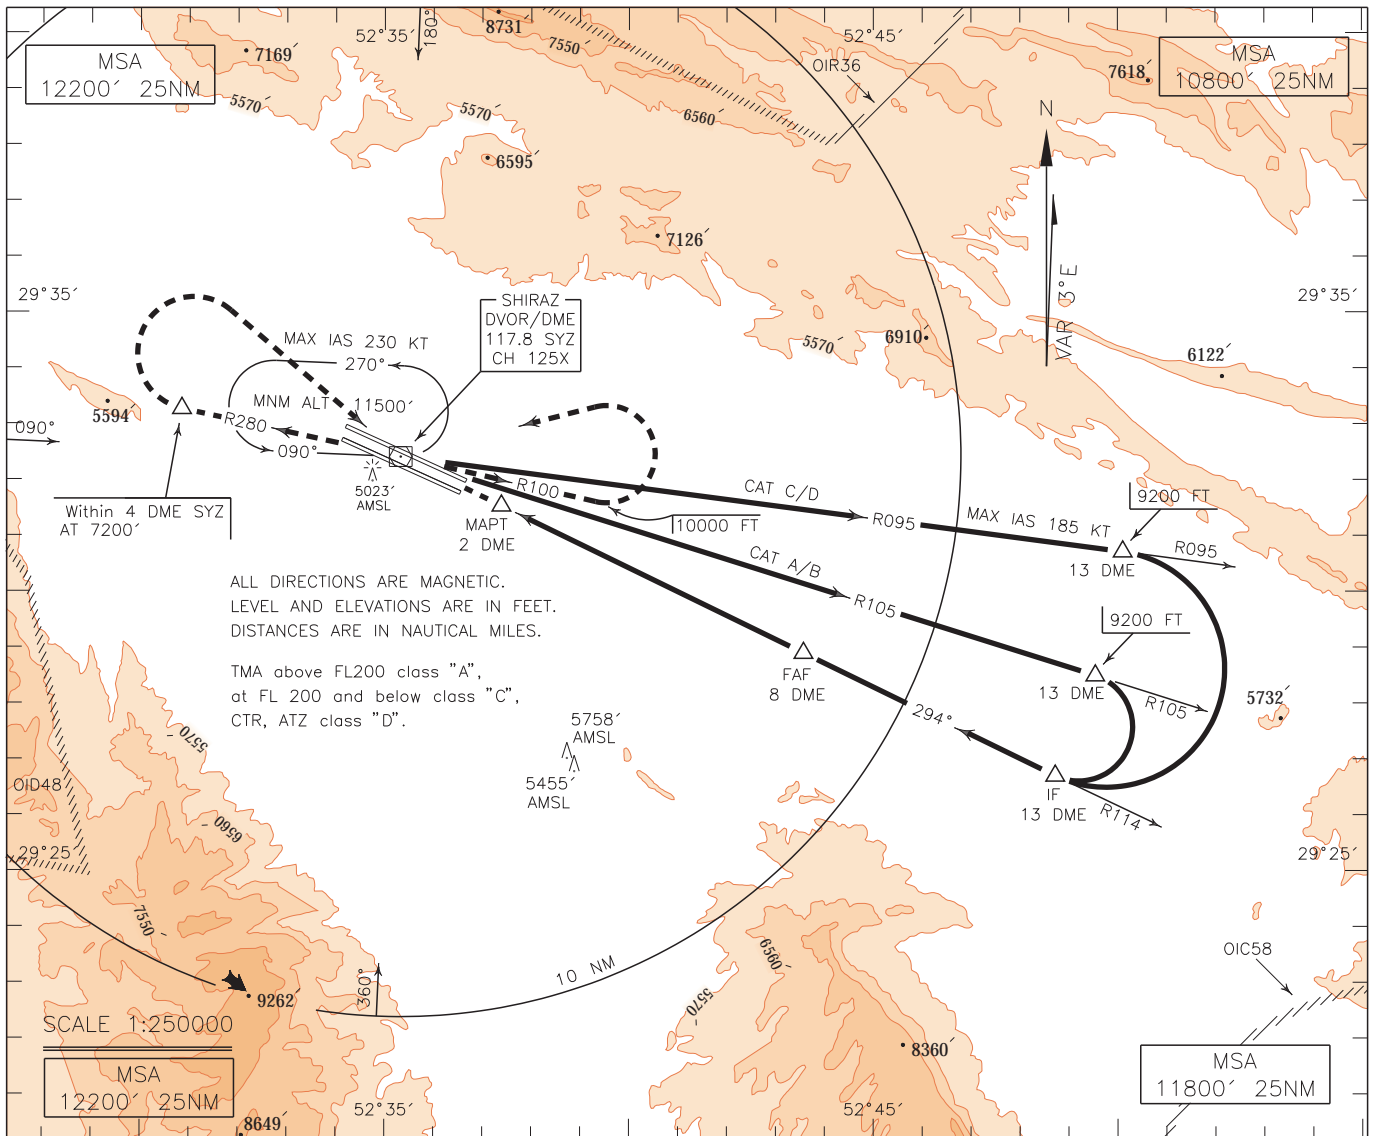 MSA
12200′ 25NM
7169′
5570′
52°35′
180°
8731′
7550′
5570′
6595′
6560′
52°45′
OIR36
7618′
MSA
10800′ 25NM
N
VAR 3°E
7126′
29°35′
29°35′
SHIRAZ
DVOR/DME
117.8 SYZ
CH 125X
MAX IAS 230 KT
270°
MNM ALT 11500′
5570′
6910′
6122′
5594′
090°
R280
090°
5023′
AMSL
Within 4 DME SYZ
AT 7200′
R100
MAPT
2 DME
10000 FT
CAT C/D
R095
MAX IAS 185 KT
9200 FT
R095
13 DME
CAT A/B
R105
9200 FT
13 DME
R105
FAF
8 DME
294°
IF
13 DME
R114
5732′
ALL DIRECTIONS ARE MAGNETIC.
LEVEL AND ELEVATIONS ARE IN FEET.
DISTANCES ARE IN NAUTICAL MILES.
TMA above FL200 class "A",
at FL 200 and below class "C",
CTR, ATZ class "D".
5758′
AMSL
5455′
AMSL
5570′
OID48
6560′
29°25′
29°25′
7550′
9262′
360°
10 NM
6560′
5570′
8360′
OIC58
SCALE 1:250000
MSA
12200′ 25NM
8649′
52°35′
52°45′
MSA
11800′ 25NM